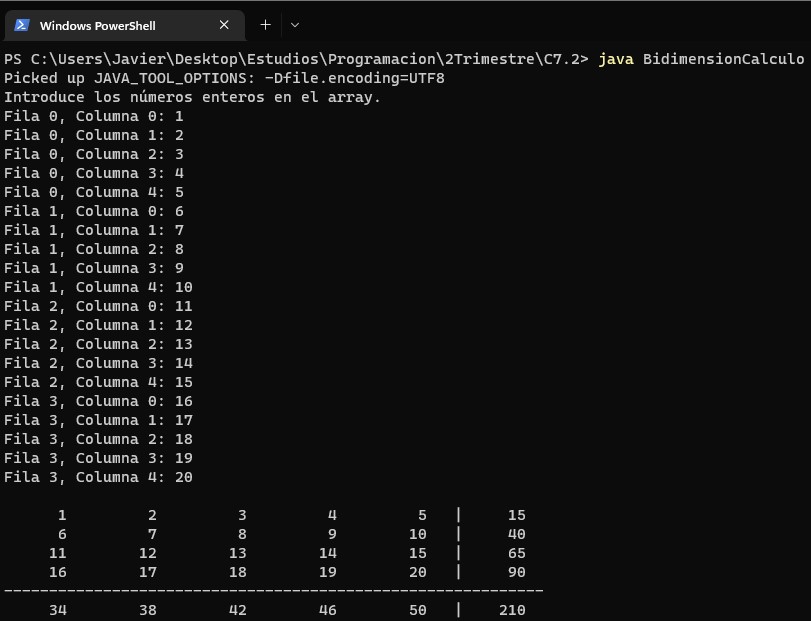 Windows PowerShell
PS C:\Users\Javier\Desktop\Estudios\Programacion\2Trimestre\C7.2> java BidimensionCalculo
Picked up JAVA_TOOL_OPTIONS: -Dfile.encoding=UTF8
Introduce los números enteros en el array.
Fila 0, Columna 0: 1
Fila 0, Columna 1: 2
Fila 0, Columna 2: 3
Fila 0, Columna 3: 4
Fila 0, Columna 4: 5
Fila 1, Columna 0: 6
Fila 1, Columna 1: 7
Fila 1, Columna 2: 8
Fila 1, Columna 3: 9
Fila 1, Columna 4: 10
Fila 2, Columna 0: 11
Fila 2, Columna 1: 12
Fila 2, Columna 2: 13
Fila 2, Columna 3: 14
Fila 2, Columna 4: 15
Fila 3, Columna 0: 16
Fila 3, Columna 1: 17
Fila 3, Columna 2: 18
Fila 3, Columna 3: 19
Fila 3, Columna 4: 20
1 2 3 4 5 | 15
6 7 8 9 10 | 40
11 12 13 14 15 | 65
16 17 18 19 20 | 90
------------------------------------------------------------
34 38 42 46 50 | 210